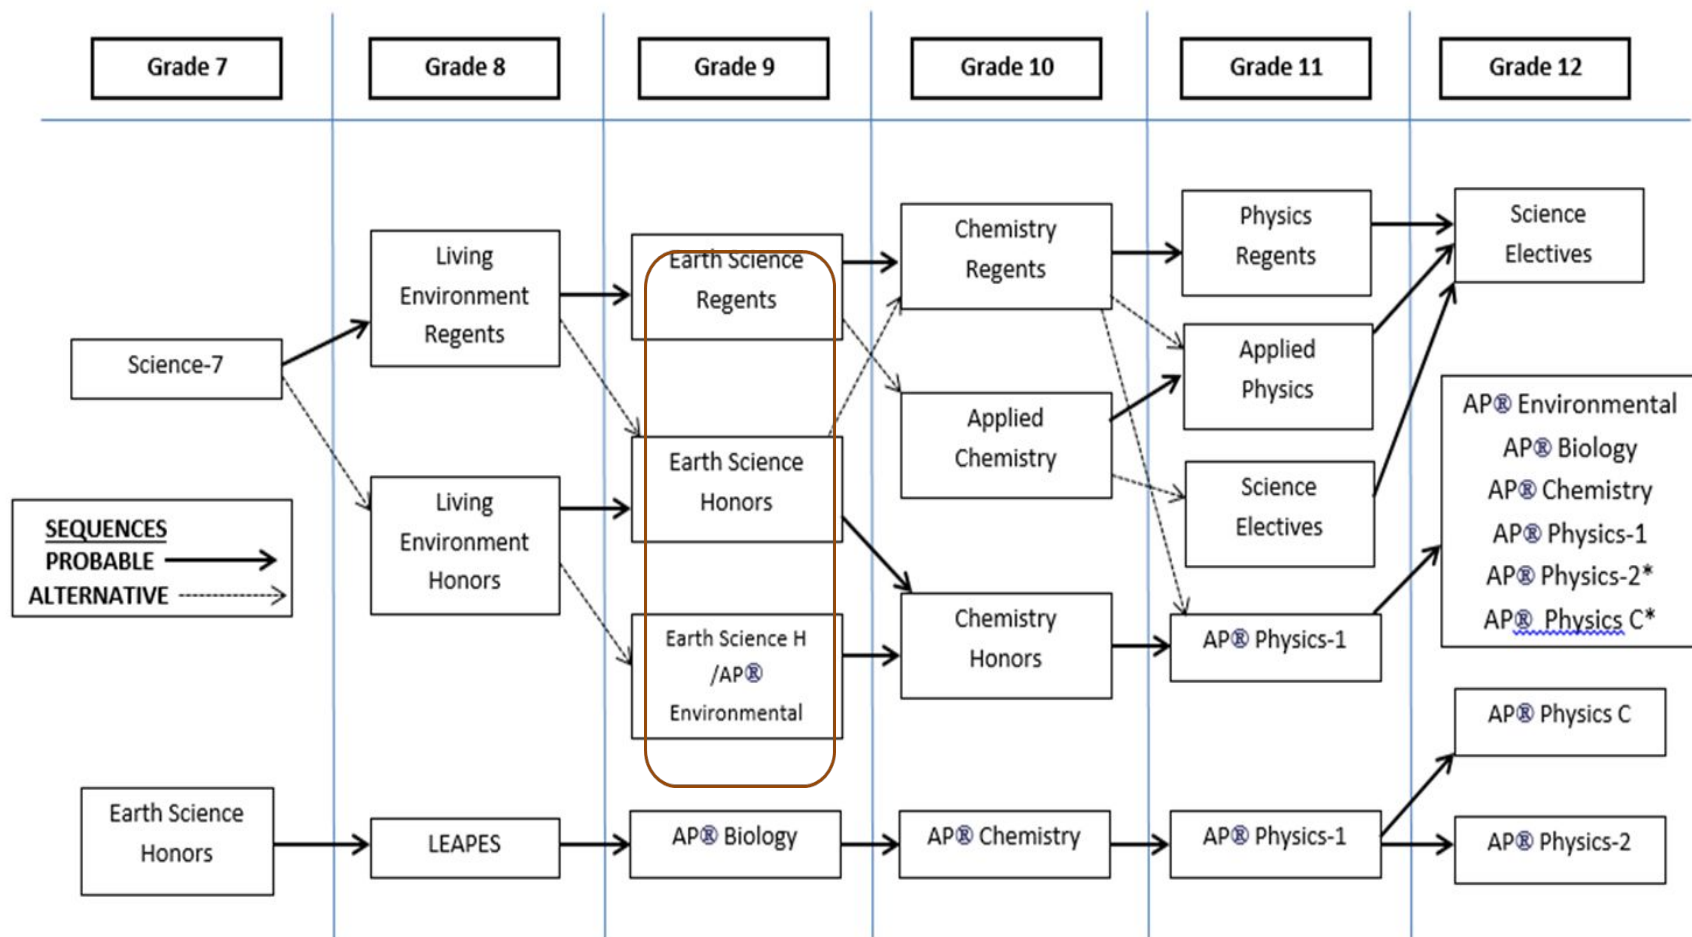 Grade 7
Grade 8
Grade 9
Grade 10
Grade 11
Grade 12
Science-7
SEQUENCES
PROBABLE
ALTERNATIVE
Earth Science
Honors
Living
Environment
Regents
Living
Environment
Honors
LEAPES
Earth Science
Regents
Earth Science
Honors
Earth Science H
/AP®
Environmental
AP® Biology
Chemistry
Regents
Applied
Chemistry
Chemistry
Honors
AP® Chemistry
Physics
Regents
Applied
Physics
Science
Electives
AP® Physics-1
AP® Physics-1
Science
Electives
AP® Environmental
AP® Biology
AP® Chemistry
AP® Physics-1
AP® Physics-2*
AP® Physics C*
AP® Physics C
AP® Physics-2